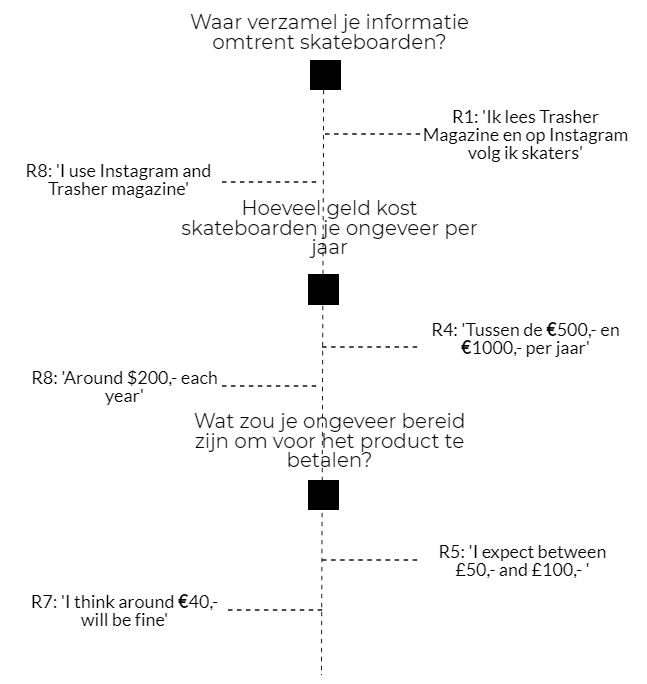 Waar verzamel je informatie
omtrent skateboarden?
R1: 'Ik lees Trasher
Magazine en op Instagram
volg ik skaters'
R8: 'I use Instagram and
Trasher magazine'
Hoeveel geld kost
skateboarden je ongeveer per
jaar
R4: 'Tussen de €500,- en
€1000,- per jaar'
R8: 'Around $200,- each
year'
Wat zou je ongeveer bereid
zijn om voor het product te
betalen?
R5: 'I expect between
£50,- and £100,- '
R7: 'I think around €40,-
will be fine'